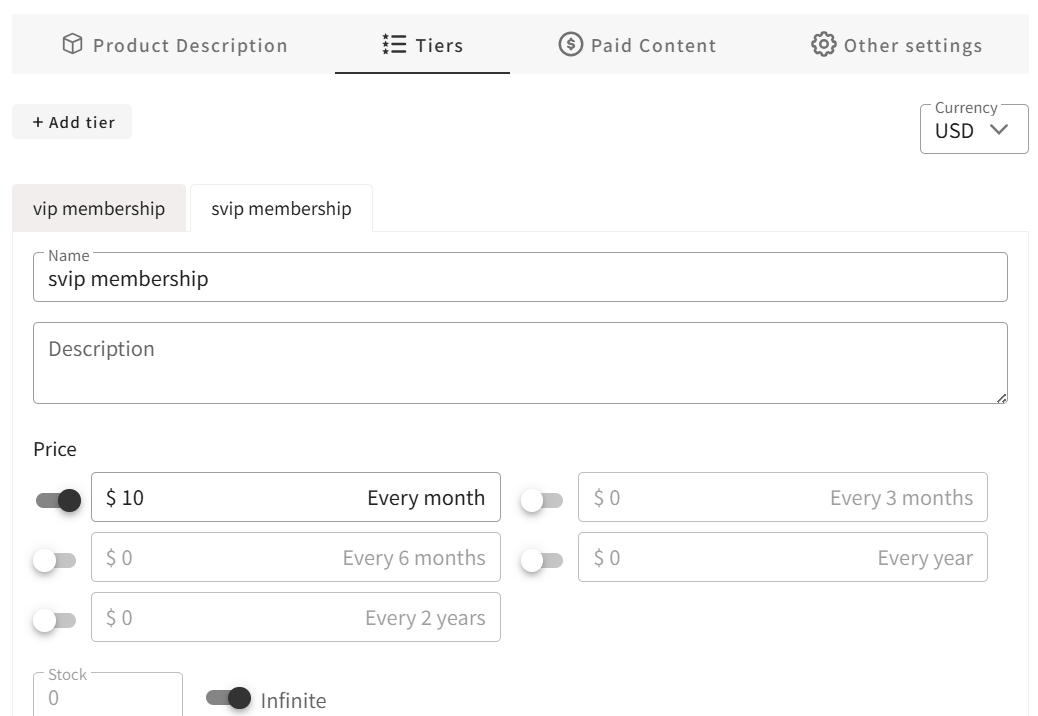 Product Description Tiers Paid Content Other settings
+ Add tier
Currency
USD
vip membership svip membership
Name
svip membership
Description
Price
$ 10 Every month $ 0 Every 3 months
$ 0 Every 6 months $ 0 Every year
$ 0 Every 2 years
Stock
0
Infinite